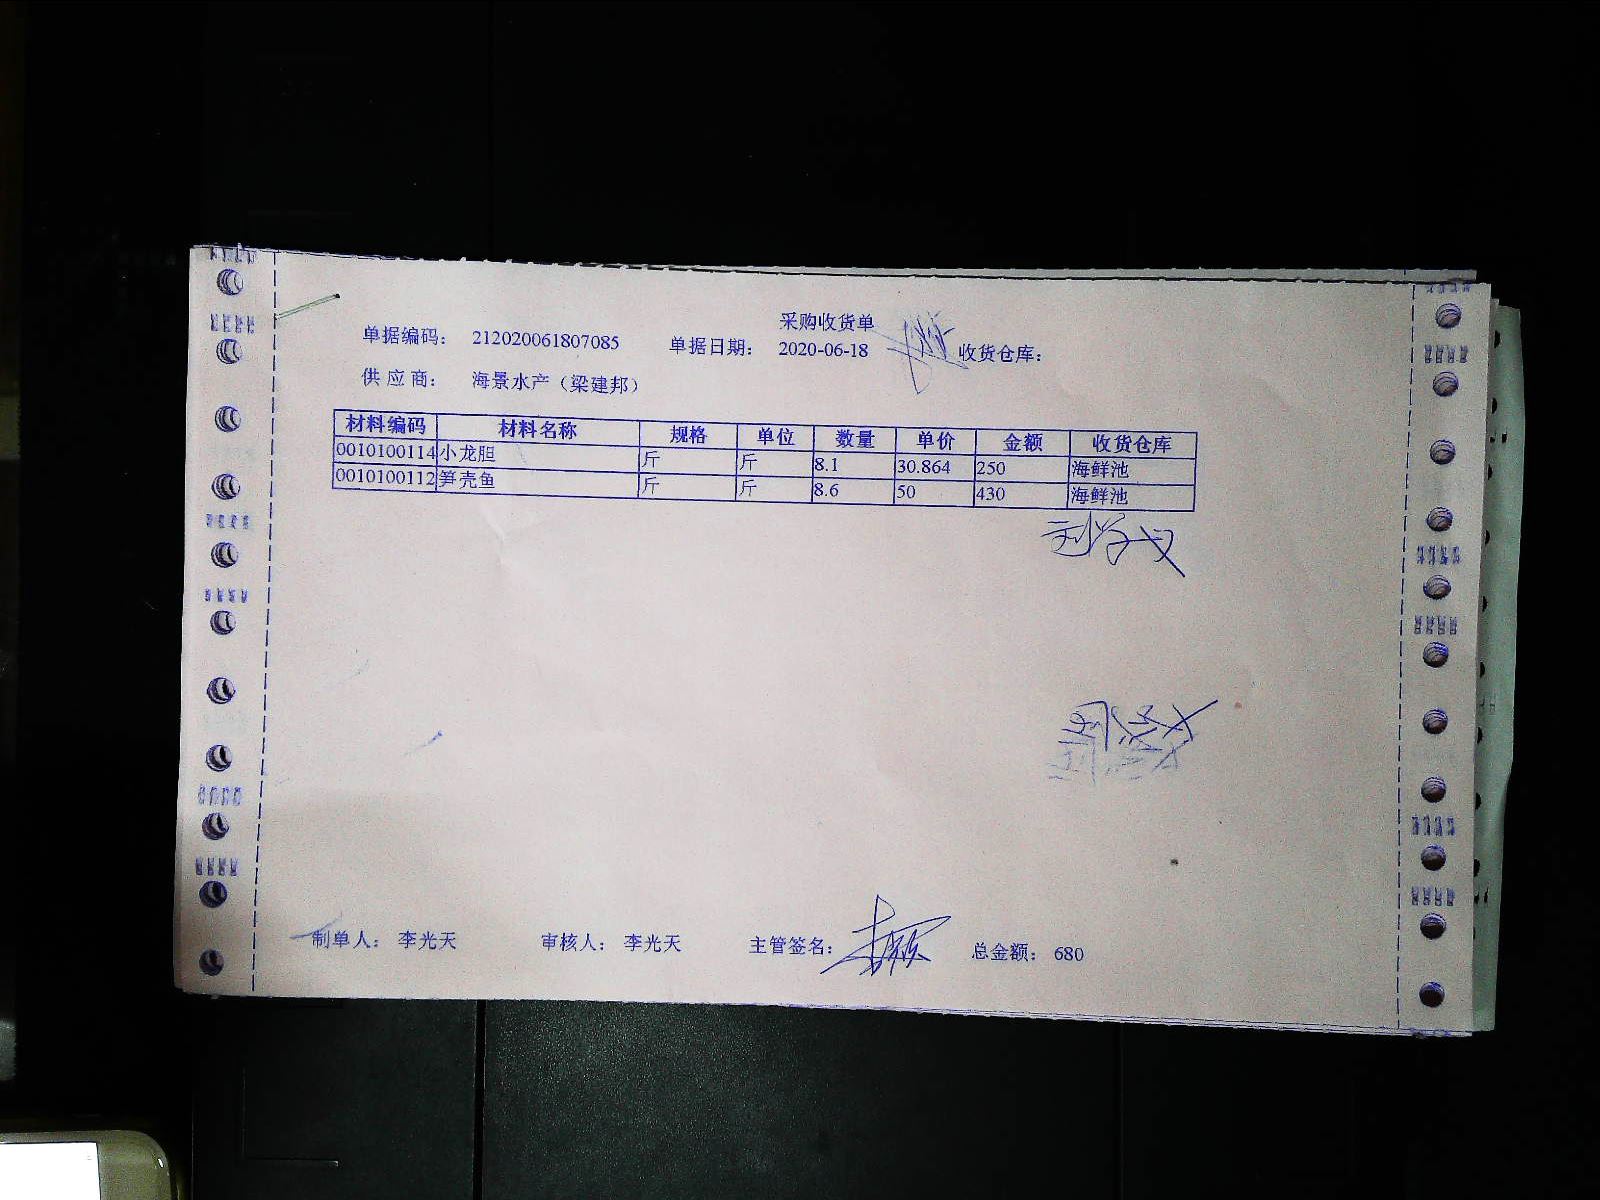 采购收货单
单据编码： 212020061807085 单据日期： 2020-06-18 收货仓库：
供 应 商： 海景水产（梁建邦）
材料编码 材料名称 规格 单位 数量 单价 金额 收货仓库
0010100114 小龙胆 斤 斤 8.1 30.864 250 海鲜池
0010100112 笋壳鱼 斤 斤 8.6 50 430 海鲜池
制单人： 李光天 审核人： 李光天 主管签名： 总金额： 680